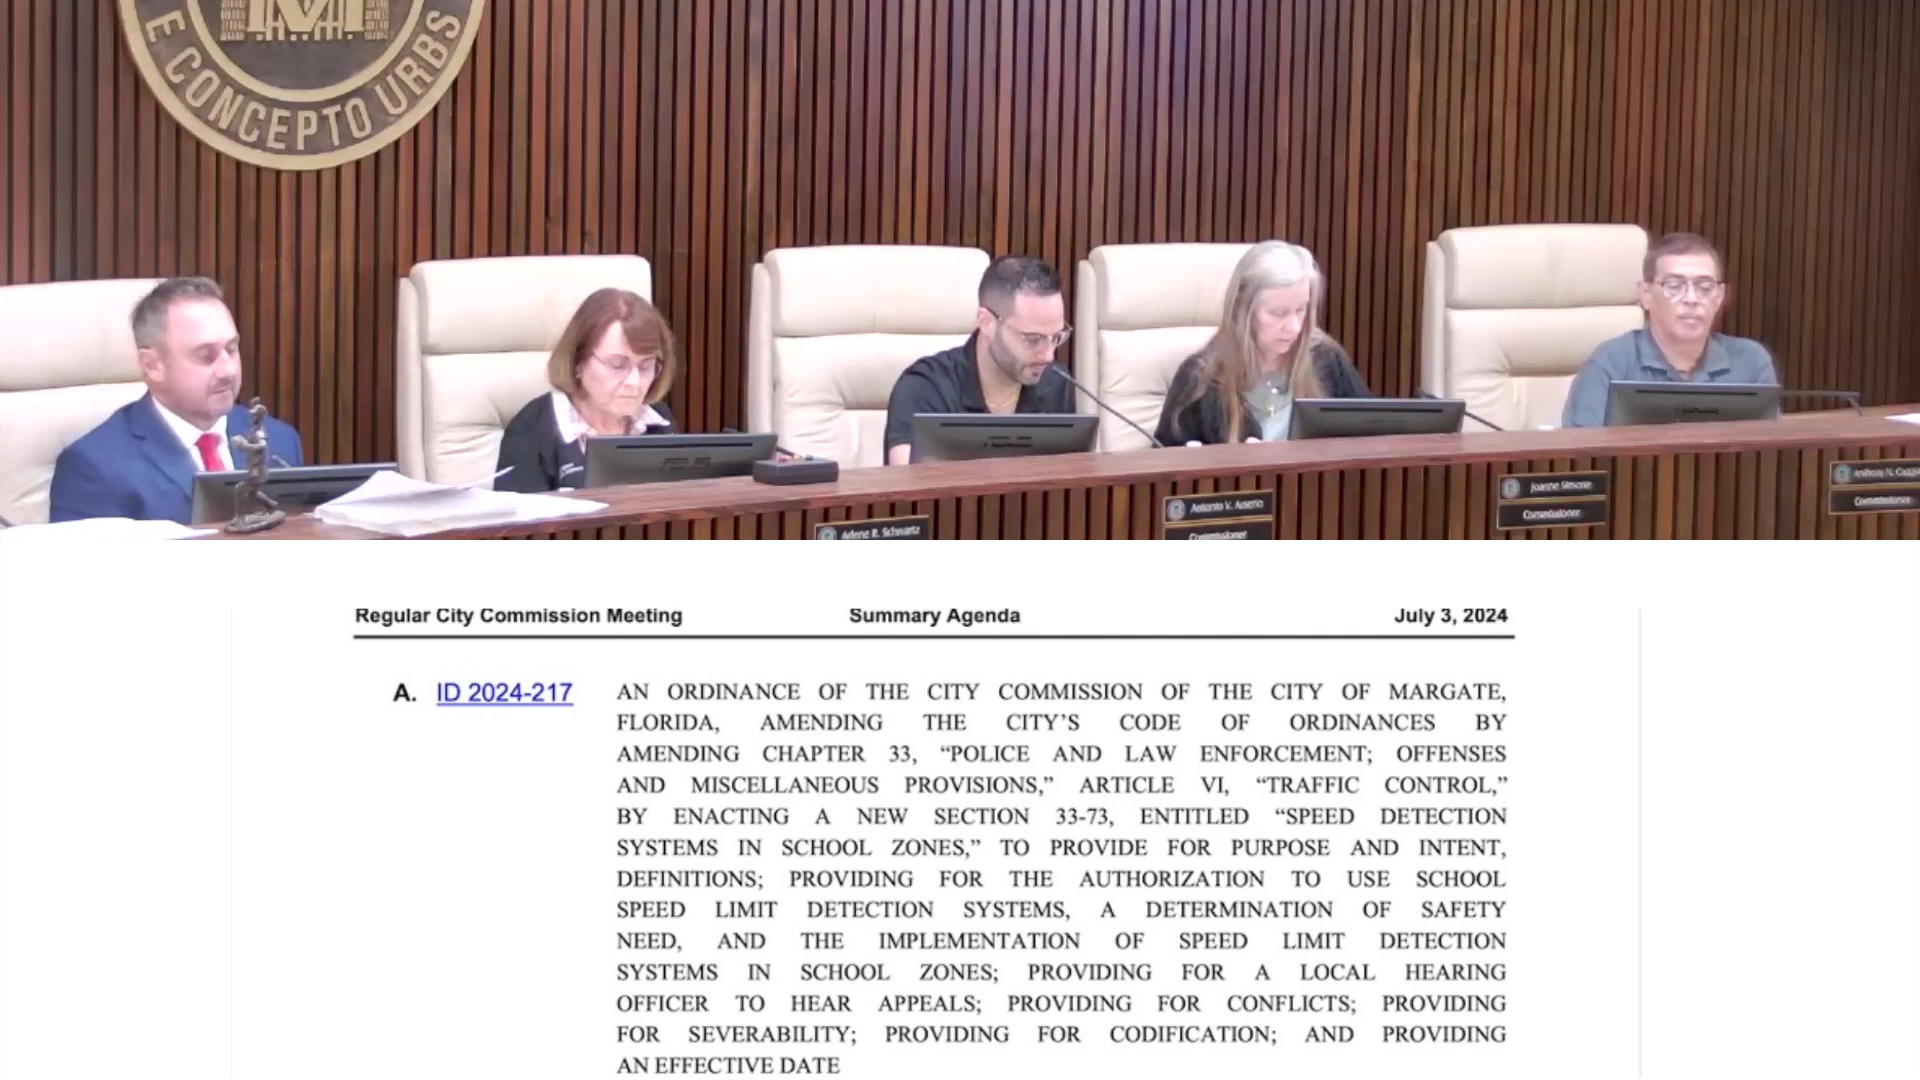 M
E CONCEPTO URBS
Arlene R. Schwartz
Antonio V. Arserio
Commissioner
Joanne Simone
Commissioner
Anthony N. Caggia
Commissioner
Regular City Commission Meeting Summary Agenda July 3, 2024
A. ID 2024-217 AN ORDINANCE OF THE CITY COMMISSION OF THE CITY OF MARGATE,
FLORIDA, AMENDING THE CITY’S CODE OF ORDINANCES BY
AMENDING CHAPTER 33, “POLICE AND LAW ENFORCEMENT; OFFENSES
AND MISCELLANEOUS PROVISIONS,” ARTICLE VI, “TRAFFIC CONTROL,”
BY ENACTING A NEW SECTION 33-73, ENTITLED “SPEED DETECTION
SYSTEMS IN SCHOOL ZONES,” TO PROVIDE FOR PURPOSE AND INTENT,
DEFINITIONS; PROVIDING FOR THE AUTHORIZATION TO USE SCHOOL
SPEED LIMIT DETECTION SYSTEMS, A DETERMINATION OF SAFETY
NEED, AND THE IMPLEMENTATION OF SPEED LIMIT DETECTION
SYSTEMS IN SCHOOL ZONES; PROVIDING FOR A LOCAL HEARING
OFFICER TO HEAR APPEALS; PROVIDING FOR CONFLICTS; PROVIDING
FOR SEVERABILITY; PROVIDING FOR CODIFICATION; AND PROVIDING
AN EFFECTIVE DATE